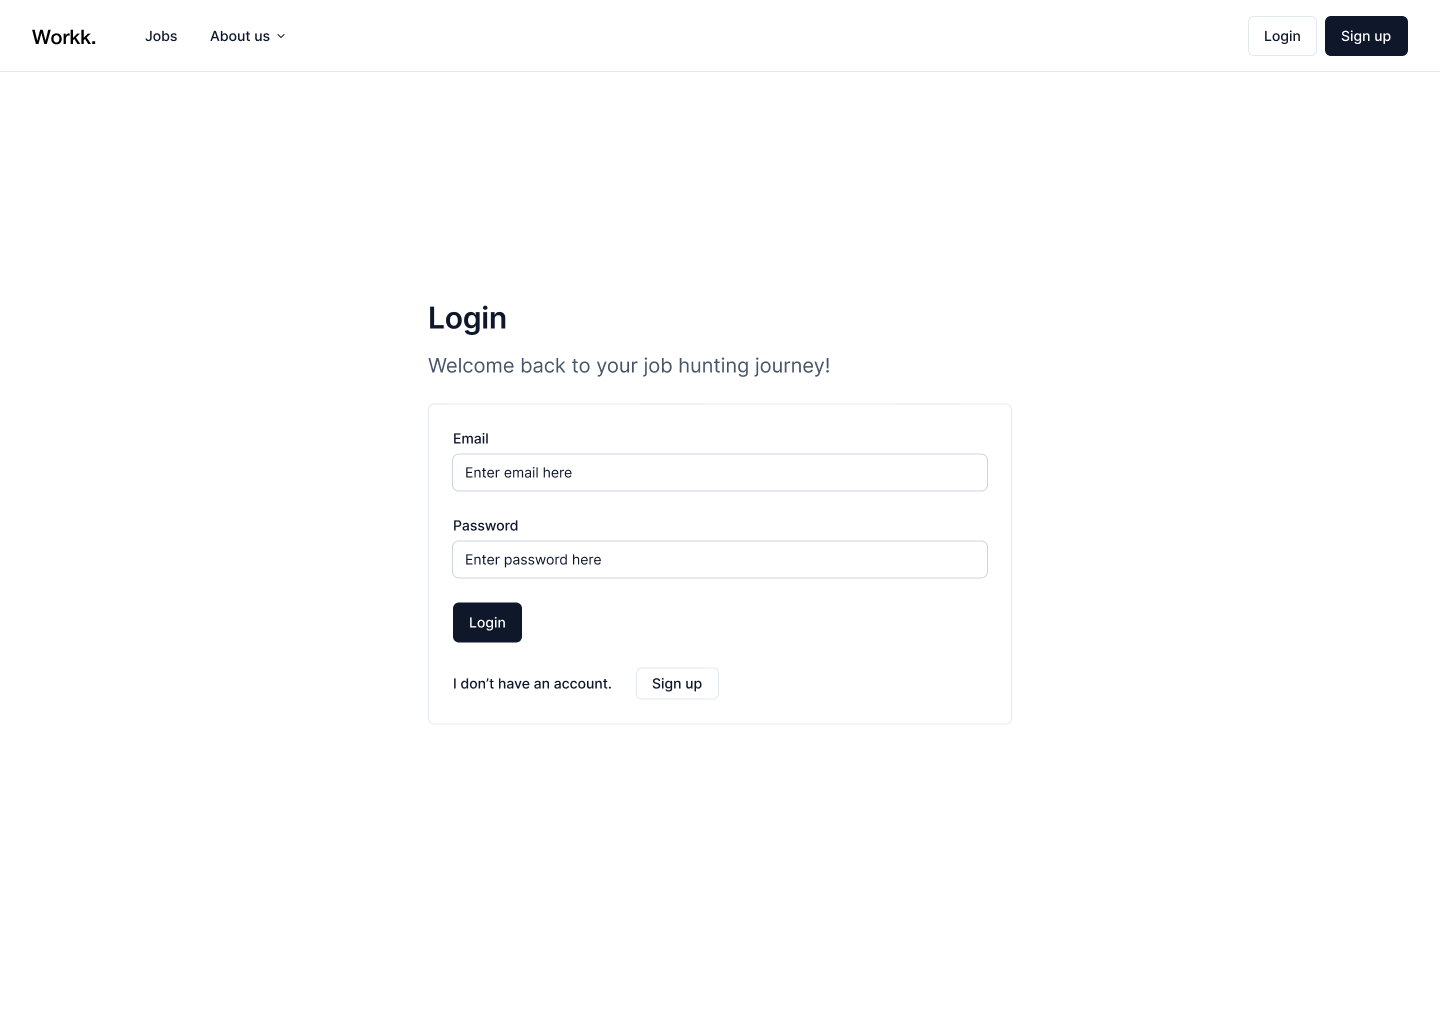 Workk. Jobs About us Login Sign up
Login
Welcome back to your job hunting journey!
Email
Enter email here
Password
Enter password here
Login
I don’t have an account. Sign up